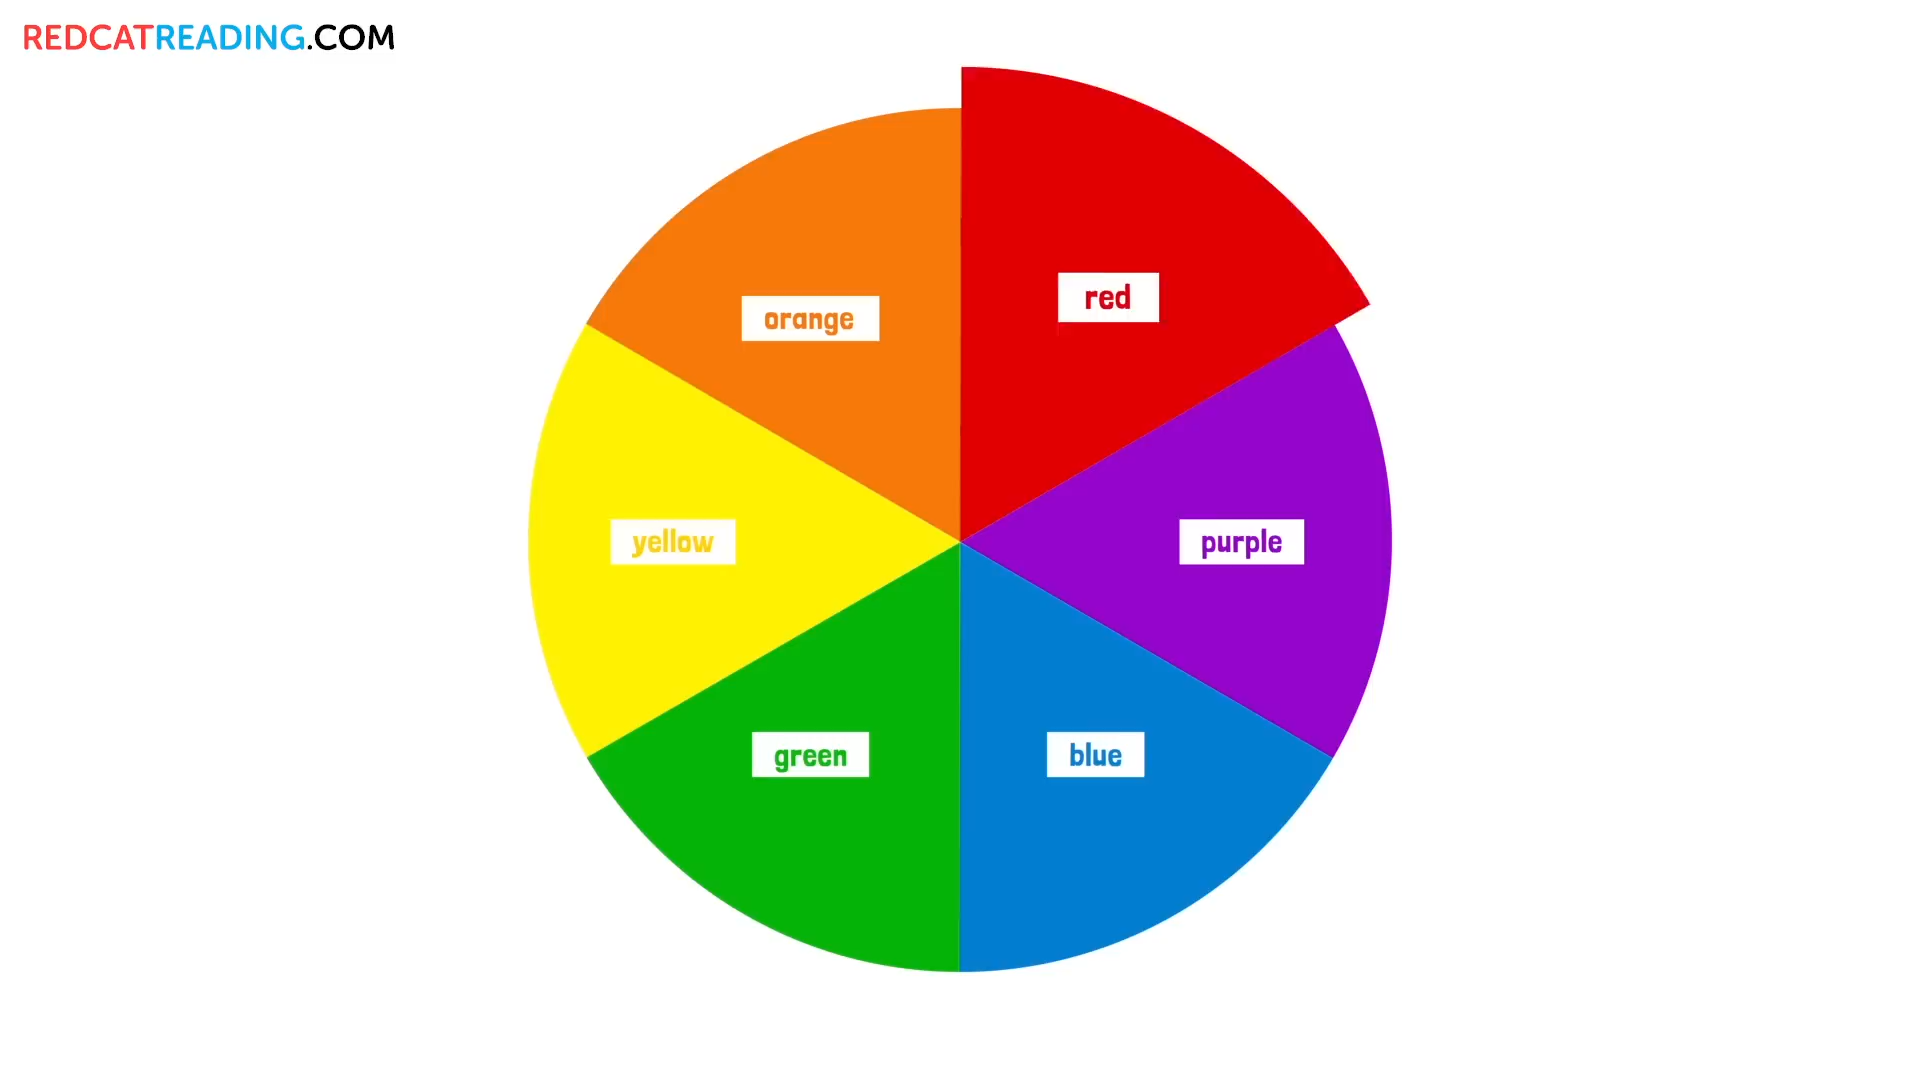 REDCATREADING.COM
orange
red
yellow
purple
green
blue